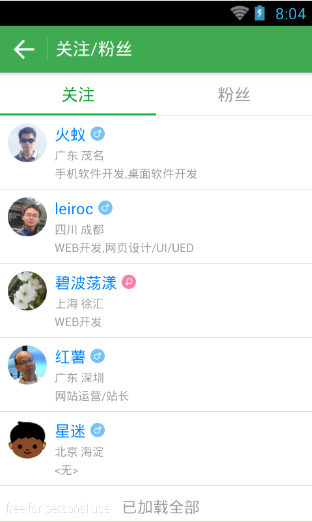 8:04
关注/粉丝
关注
粉丝
火蚁
广东 茂名
手机软件开发,桌面软件开发
leiroc
四川 成都
WEB开发,网页设计/UI/UED
碧波荡漾
上海 徐汇
WEB开发
红薯
广东 深圳
网站运营/站长
星迷
北京 海淀
<无>
free for personal use
已加载全部